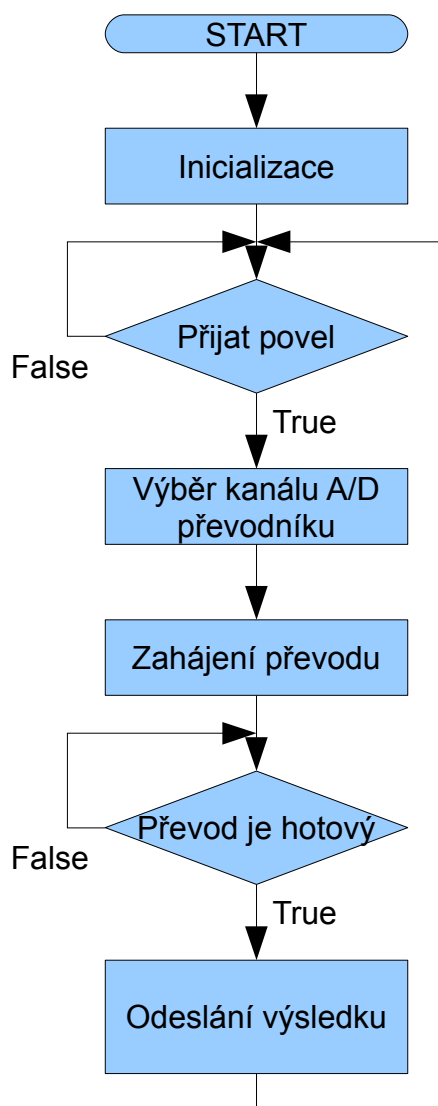 START
Inicializace
Přijat povel
False
True
Výběr kanálu A/D
převodníku
Zahájení převodu
Převod je hotový
False
True
Odeslání výsledku